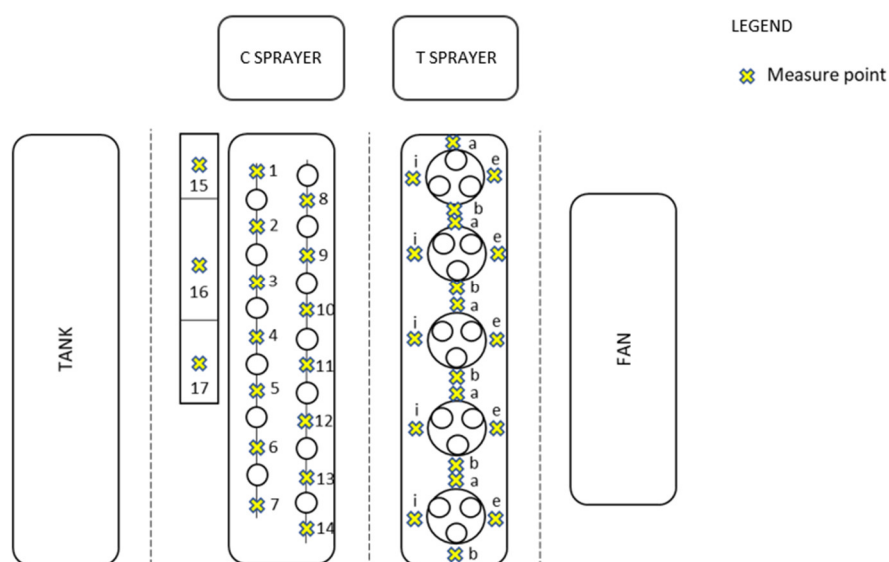 LEGEND
Measure point
C SPRAYER
T SPRAYER
TANK
FAN
15
16
17
1
2
3
4
5
6
7
8
9
10
11
12
13
14
a
i
e
b
a
i
e
b
a
i
e
b
a
i
e
b
a
i
e
b